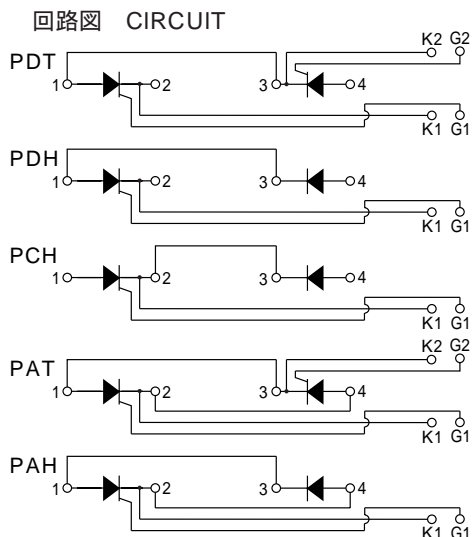 回路図 CIRCUIT
K2 G2
PDT
1 2 3 4
K1 G1
PDH
1 2 3 4
K1 G1
PCH
1 2 3 4
K1 G1
K2 G2
PAT
1 2 3 4
K1 G1
PAH
1 2 3 4
K1 G1